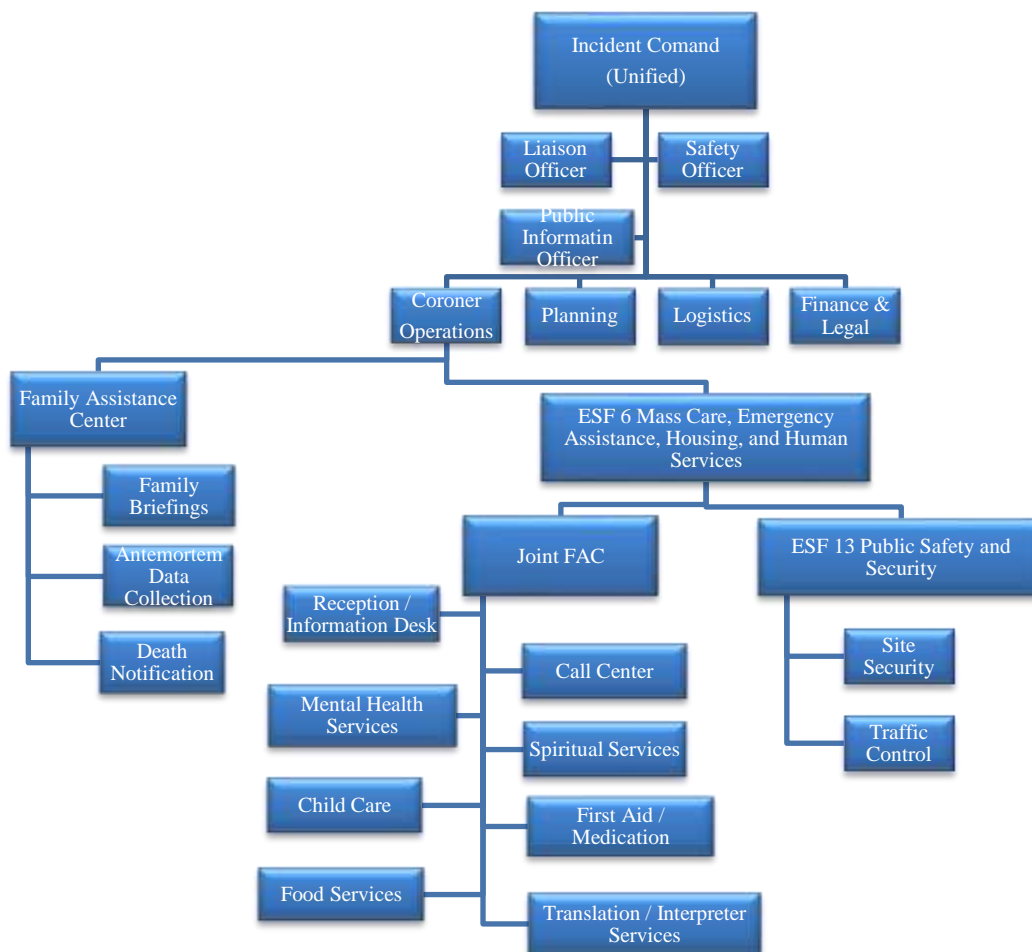 Incident Comand
(Unified)
Liaison
Officer
Safety
Officer
Public
Informatin
Officer
Coroner
Operations
Planning
Logistics
Finance &
Legal
Family Assistance
Center
ESF 6 Mass Care, Emergency
Assistance, Housing, and Human
Services
Family
Briefings
Antemortem
Data
Collection
Death
Notification
Joint FAC
ESF 13 Public Safety and
Security
Reception /
Information Desk
Call Center
Mental Health
Services
Spiritual Services
Child Care
First Aid /
Medication
Food Services
Translation / Interpreter
Services
Site
Security
Traffic
Control